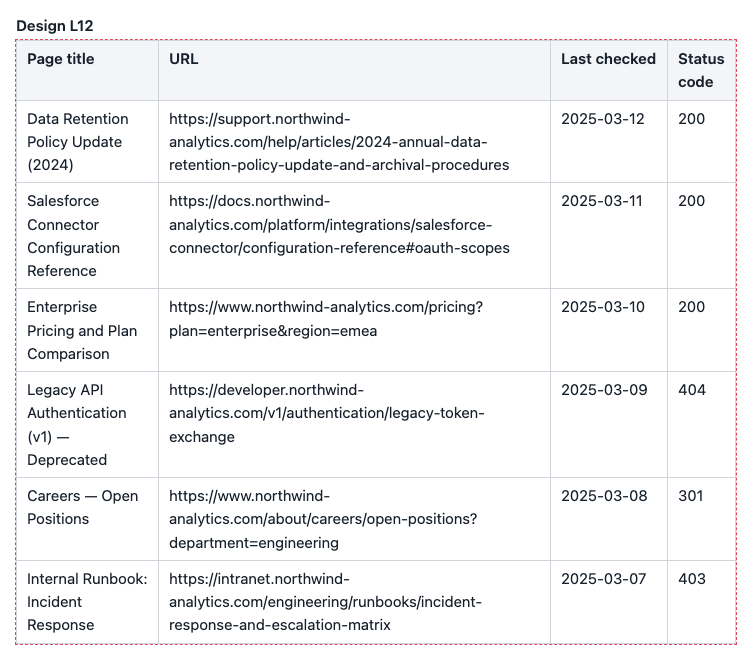 Design L12
Page title URL Last checked Status code
Data Retention Policy Update (2024) https://support.northwind-analytics.com/help/articles/2024-annual-data-retention-policy-update-and-archival-procedures 2025-03-12 200
Salesforce Connector Configuration Reference https://docs.northwind-analytics.com/platform/integrations/salesforce-connector/configuration-reference#oauth-scopes 2025-03-11 200
Enterprise Pricing and Plan Comparison https://www.northwind-analytics.com/pricing?plan=enterprise&region=emea 2025-03-10 200
Legacy API Authentication (v1) — Deprecated https://developer.northwind-analytics.com/v1/authentication/legacy-token-exchange 2025-03-09 404
Careers — Open Positions https://www.northwind-analytics.com/about/careers/open-positions?department=engineering 2025-03-08 301
Internal Runbook: Incident Response https://intranet.northwind-analytics.com/engineering/runbooks/incident-response-and-escalation-matrix 2025-03-07 403